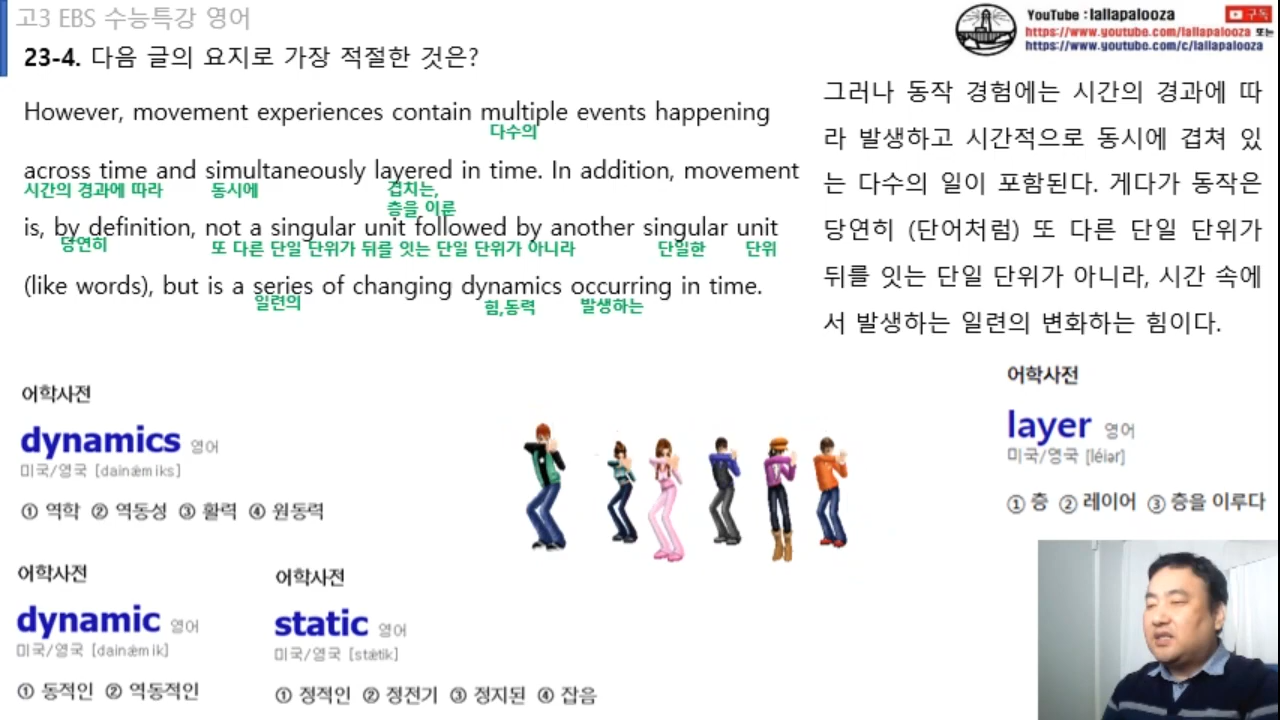 고3 EBS 수능특강 영어
23-4. 다음 글의 요지로 가장 적절한 것은?
YouTube : lallapalooza
구독
https://www.youtube.com/lallapalooza 또는
https://www.youtube.com/c/lallapalooza
However, movement experiences contain multiple events happening
다수의
across time and simultaneously layered in time. In addition, movement
시간의 경과에 따라 동시에 겹치는,
층을 이룬
is, by definition, not a singular unit followed by another singular unit
당연히 또 다른 단일 단위가 뒤를 잇는 단일 단위가 아니라 단일한 단위
(like words), but is a series of changing dynamics occurring in time.
일련의 힘,동력 발생하는
그러나 동작 경험에는 시간의 경과에 따
라 발생하고 시간적으로 동시에 겹쳐 있
는 다수의 일이 포함된다. 게다가 동작은
당연히 (단어처럼) 또 다른 단일 단위가
뒤를 잇는 단일 단위가 아니라, 시간 속에
서 발생하는 일련의 변화하는 힘이다.
어학사전
dynamics 영어
미국/영국 [dainǽmiks]
① 역학 ② 역동성 ③ 활력 ④ 원동력
어학사전
layer 영어
미국/영국 [léiər]
① 층 ② 레이어 ③ 층을 이루다
어학사전
dynamic 영어
미국/영국 [dainǽmik]
① 동적인 ② 역동적인
어학사전
static 영어
미국/영국 [stǽtik]
① 정적인 ② 정전기 ③ 정지된 ④ 잡음